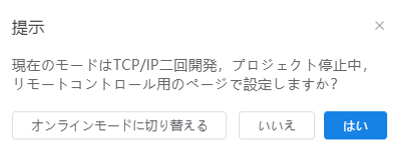 提示
現在のモードはTCP/IP二回開発，プロジェクト停止中，
リモートコントロール用のページで設定しますか？
オンラインモードに切り替える
いいえ
はい